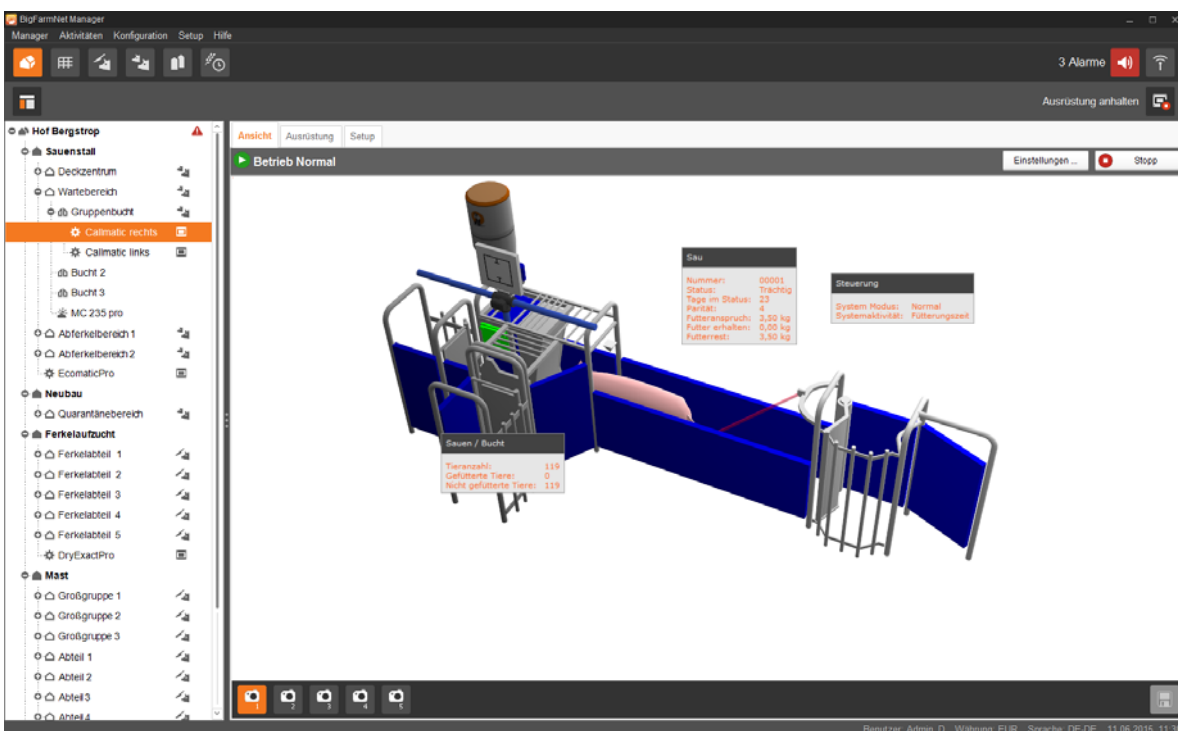 BigFarmNet Manager
Manager Aktivitäten Konfiguration Setup Hilfe
3 Alarme
Ausrüstung anhalten
Hof Bergstrop
Sauenstall
Deckzentrum
Wartebereich
Gruppenbucht
Callmatic rechts
Callmatic links
Bucht 2
Bucht 3
MC 235 pro
Abferkelbereich 1
Abferkelbereich 2
EcomaticPro
Neubau
Quarantänebereich
Ferkelaufzucht
Ferkelabteil 1
Ferkelabteil 2
Ferkelabteil 3
Ferkelabteil 4
Ferkelabteil 5
DryExactPro
Mast
Großgruppe 1
Großgruppe 2
Großgruppe 3
Abteil 1
Abteil 2
Abteil 3
Abteil 4
Ansicht Ausrüstung Setup
Betrieb Normal
Einstellungen ... Stopp
Sau
Nummer: 00001
Status: Trächtig
Tage im Status: 23
Parität: 4
Futteranspruch: 3,50 kg
Futter erhalten: 0,00 kg
Futterrest: 3,50 kg
Steuerung
System Modus: Normal
Systemaktivität: Fütterungszeit
Sauen / Bucht
Tieranzahl: 119
Gefütterte Tiere: 0
Nicht gefütterte Tiere: 119
1 2 3 4 5
Benutzer: Admin, D. Währung: EUR Sprache: DE-DE 11.06.2015